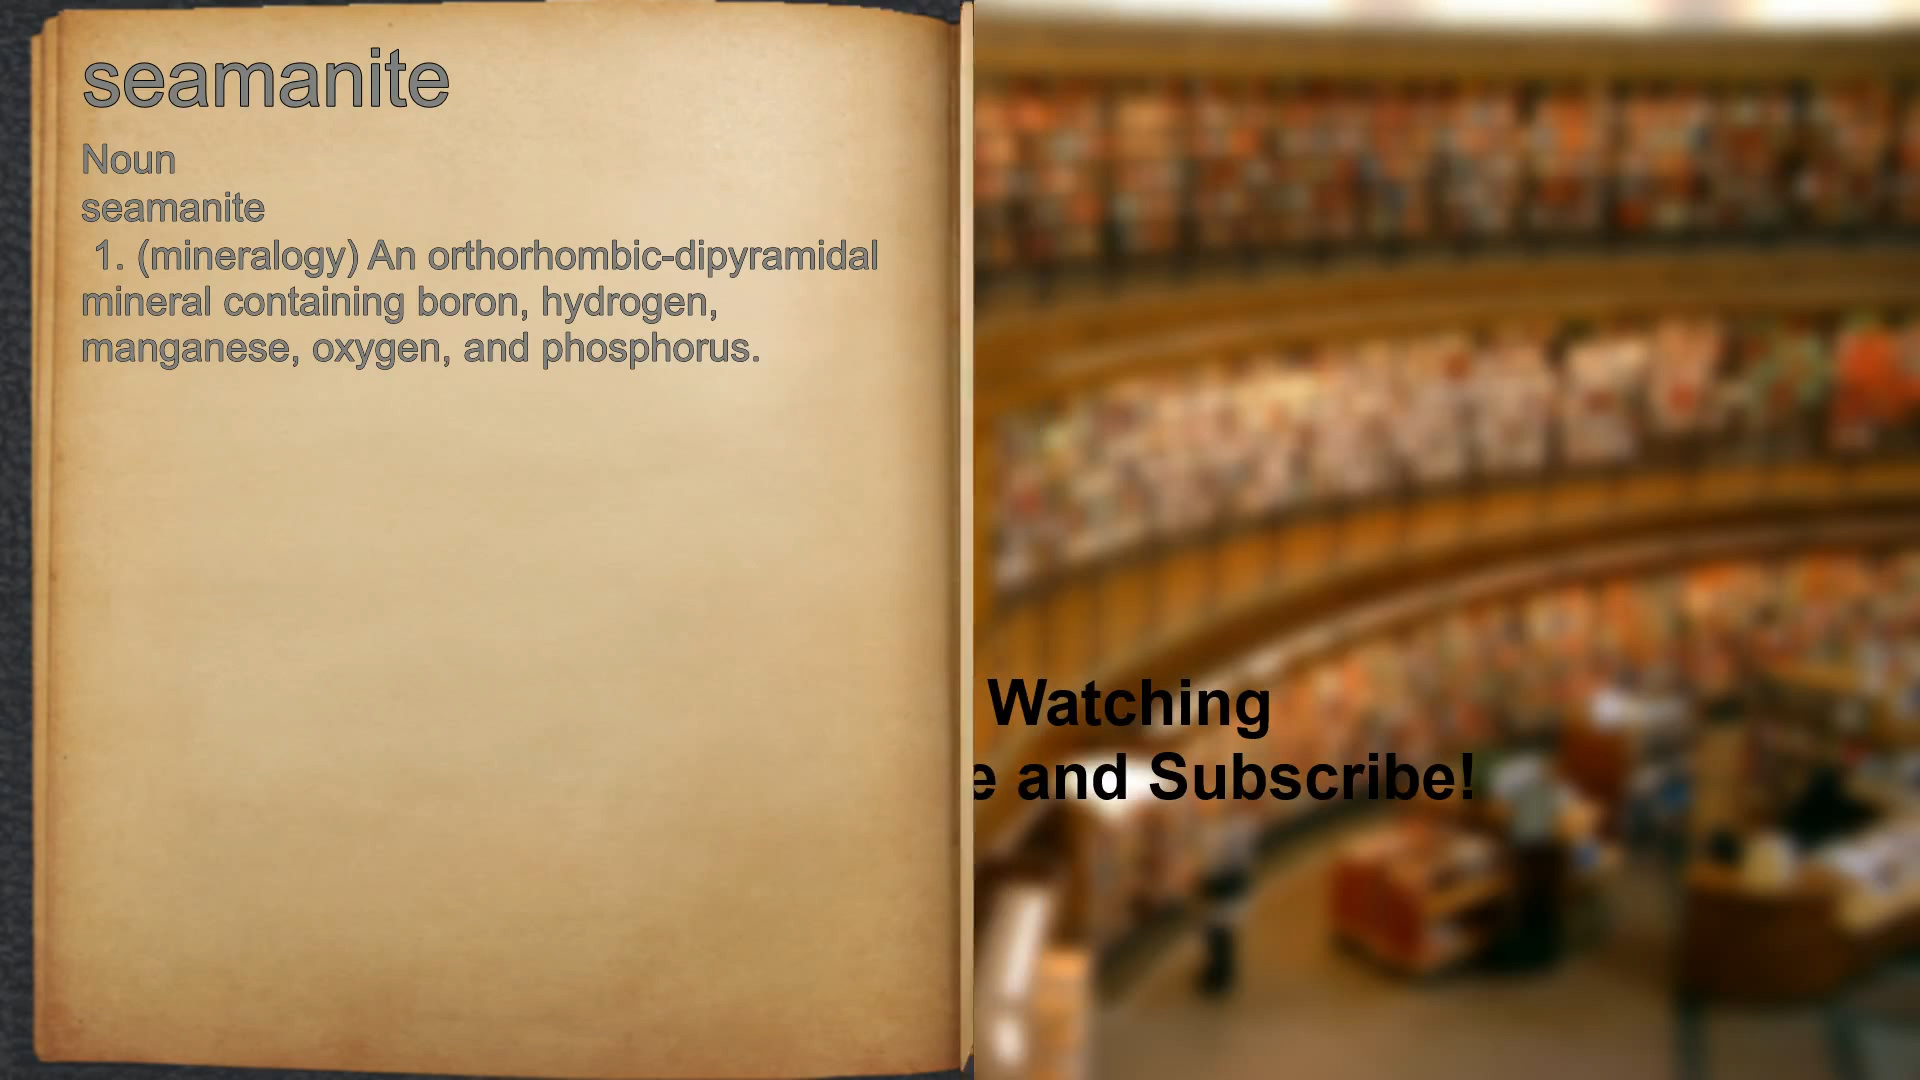 seamanite
Noun
seamanite
1. (mineralogy) An orthorhombic-dipyramidal
mineral containing boron, hydrogen,
manganese, oxygen, and phosphorus.
Watching
e and Subscribe!